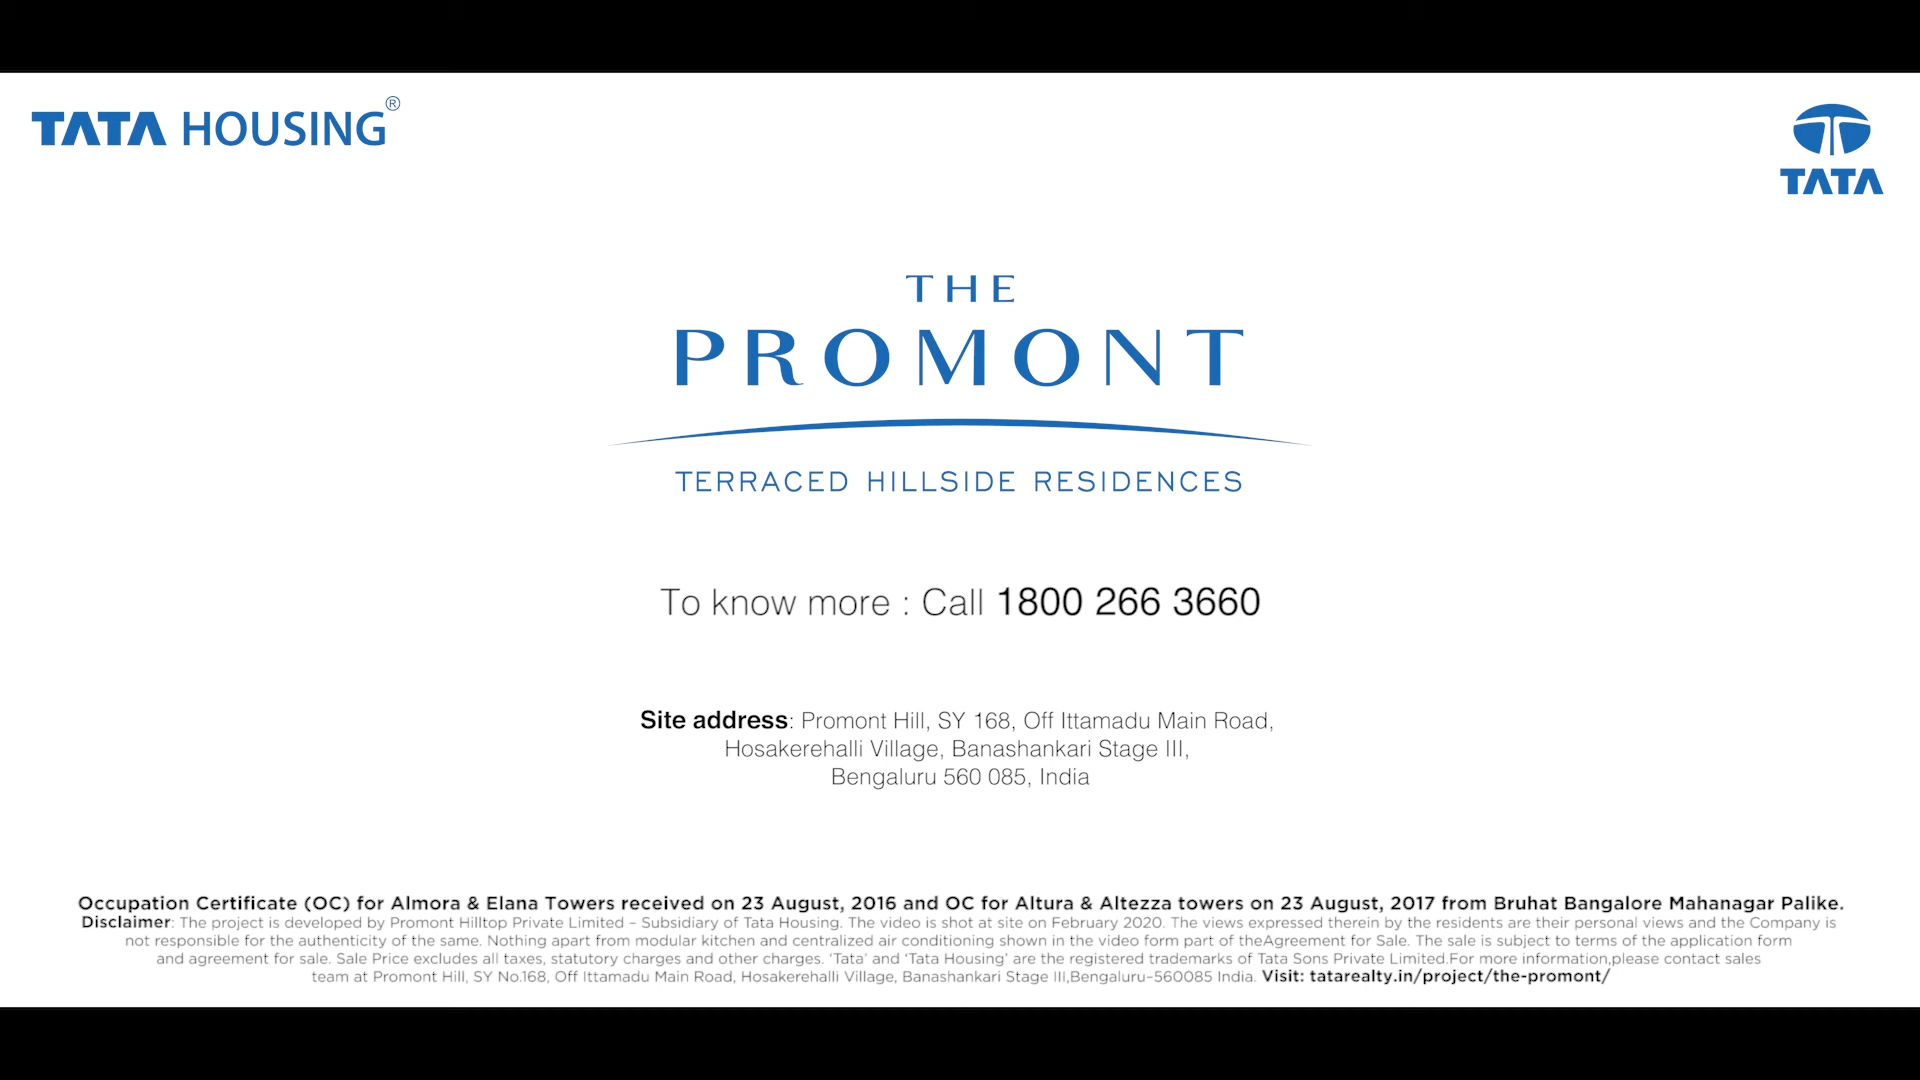 TATA HOUSING®
TATA
THE
PROMONT
TERRACED HILLSIDE RESIDENCES
To know more : Call 1800 266 3660
Site address: Promont Hill, SY 168, Off Ittamadu Main Road,
Hosakerehalli Village, Banashankari Stage III,
Bengaluru 560 085, India
Occupation Certificate (OC) for Almora & Elana Towers received on 23 August, 2016 and OC for Altura & Altezza towers on 23 August, 2017 from Bruhat Bangalore Mahanagar Palike.
Disclaimer: The project is developed by Promont Hilltop Private Limited – Subsidiary of Tata Housing. The video is shot at site on February 2020. The views expressed therein by the residents are their personal views and the Company is
not responsible for the authenticity of the same. Nothing apart from modular kitchen and centralized air conditioning shown in the video form part of theAgreement for Sale. The sale is subject to terms of the application form
and agreement for sale. Sale Price excludes all taxes, statutory charges and other charges. ‘Tata’ and ‘Tata Housing’ are the registered trademarks of Tata Sons Private Limited.For more information,please contact sales
team at Promont Hill, SY No.168, Off Ittamadu Main Road, Hosakerehalli Village, Banashankari Stage III,Bengaluru–560085 India. Visit: tatarealty.in/project/the-promont/